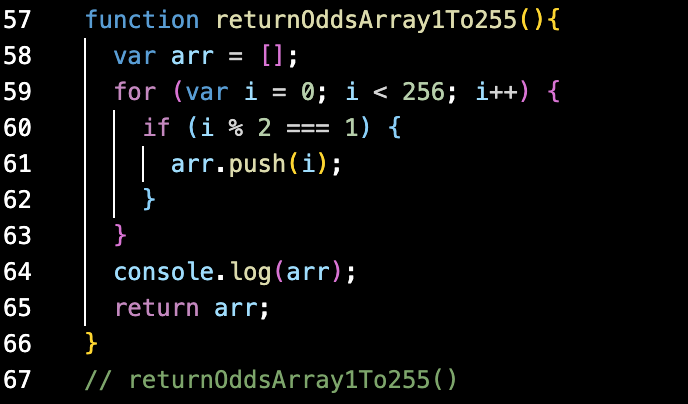 57 function returnOddsArray1To255(){
58 var arr = [];
59 for (var i = 0; i < 256; i++) {
60 if (i % 2 === 1) {
61 arr.push(i);
62 }
63 }
64 console.log(arr);
65 return arr;
66 }
67 // returnOddsArray1To255()